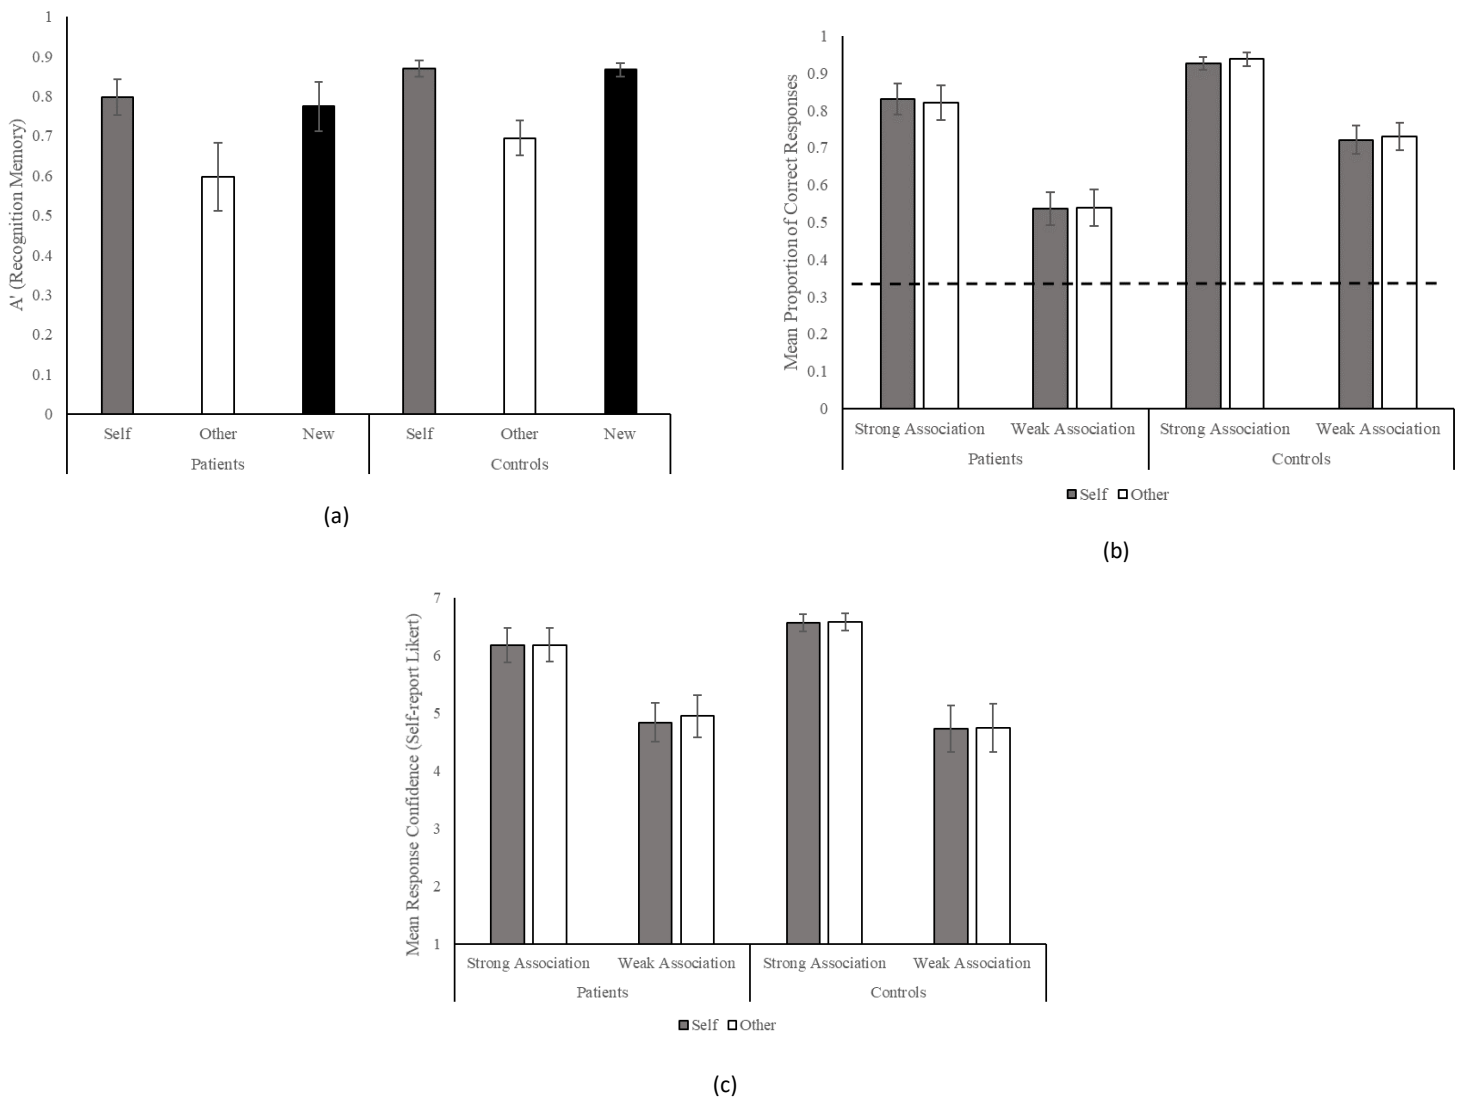 A' (Recognition Memory)
1
0.9
0.8
0.7
0.6
0.5
0.4
0.3
0.2
0.1
0
Self Other New Self Other New
Patients Controls
(a)
Mean Proportion of Correct Responses
1
0.9
0.8
0.7
0.6
0.5
0.4
0.3
0.2
0.1
0
Strong Association Weak Association Strong Association Weak Association
Patients Controls
Self Other
(b)
Mean Response Confidence (Self-report Likert)
7
6
5
4
3
2
1
Strong Association Weak Association Strong Association Weak Association
Patients Controls
Self Other
(c)